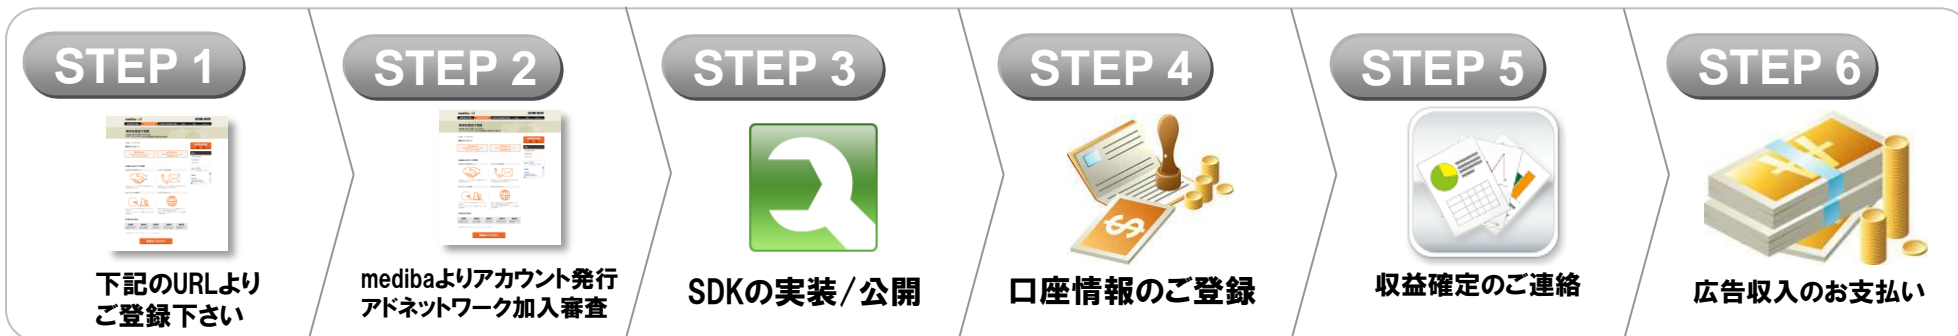 STEP 1
下記のURLより
ご登録下さい
STEP 2
medibaよりアカウント発行
アドネットワーク加入審査
STEP 3
SDKの実装/公開
STEP 4
口座情報のご登録
STEP 5
収益確定のご連絡
STEP 6
広告収入のお支払い